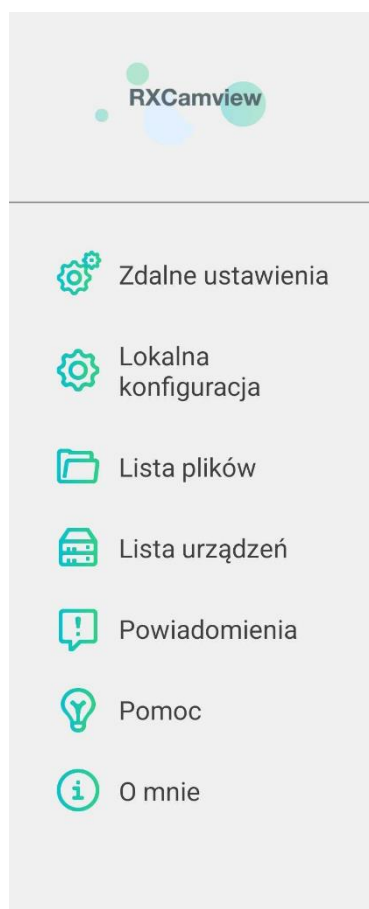 RXCamview
Zdalne ustawienia
Lokalna
konfiguracja
Lista plików
Lista urządzeń
Powiadomienia
Pomoc
O mnie